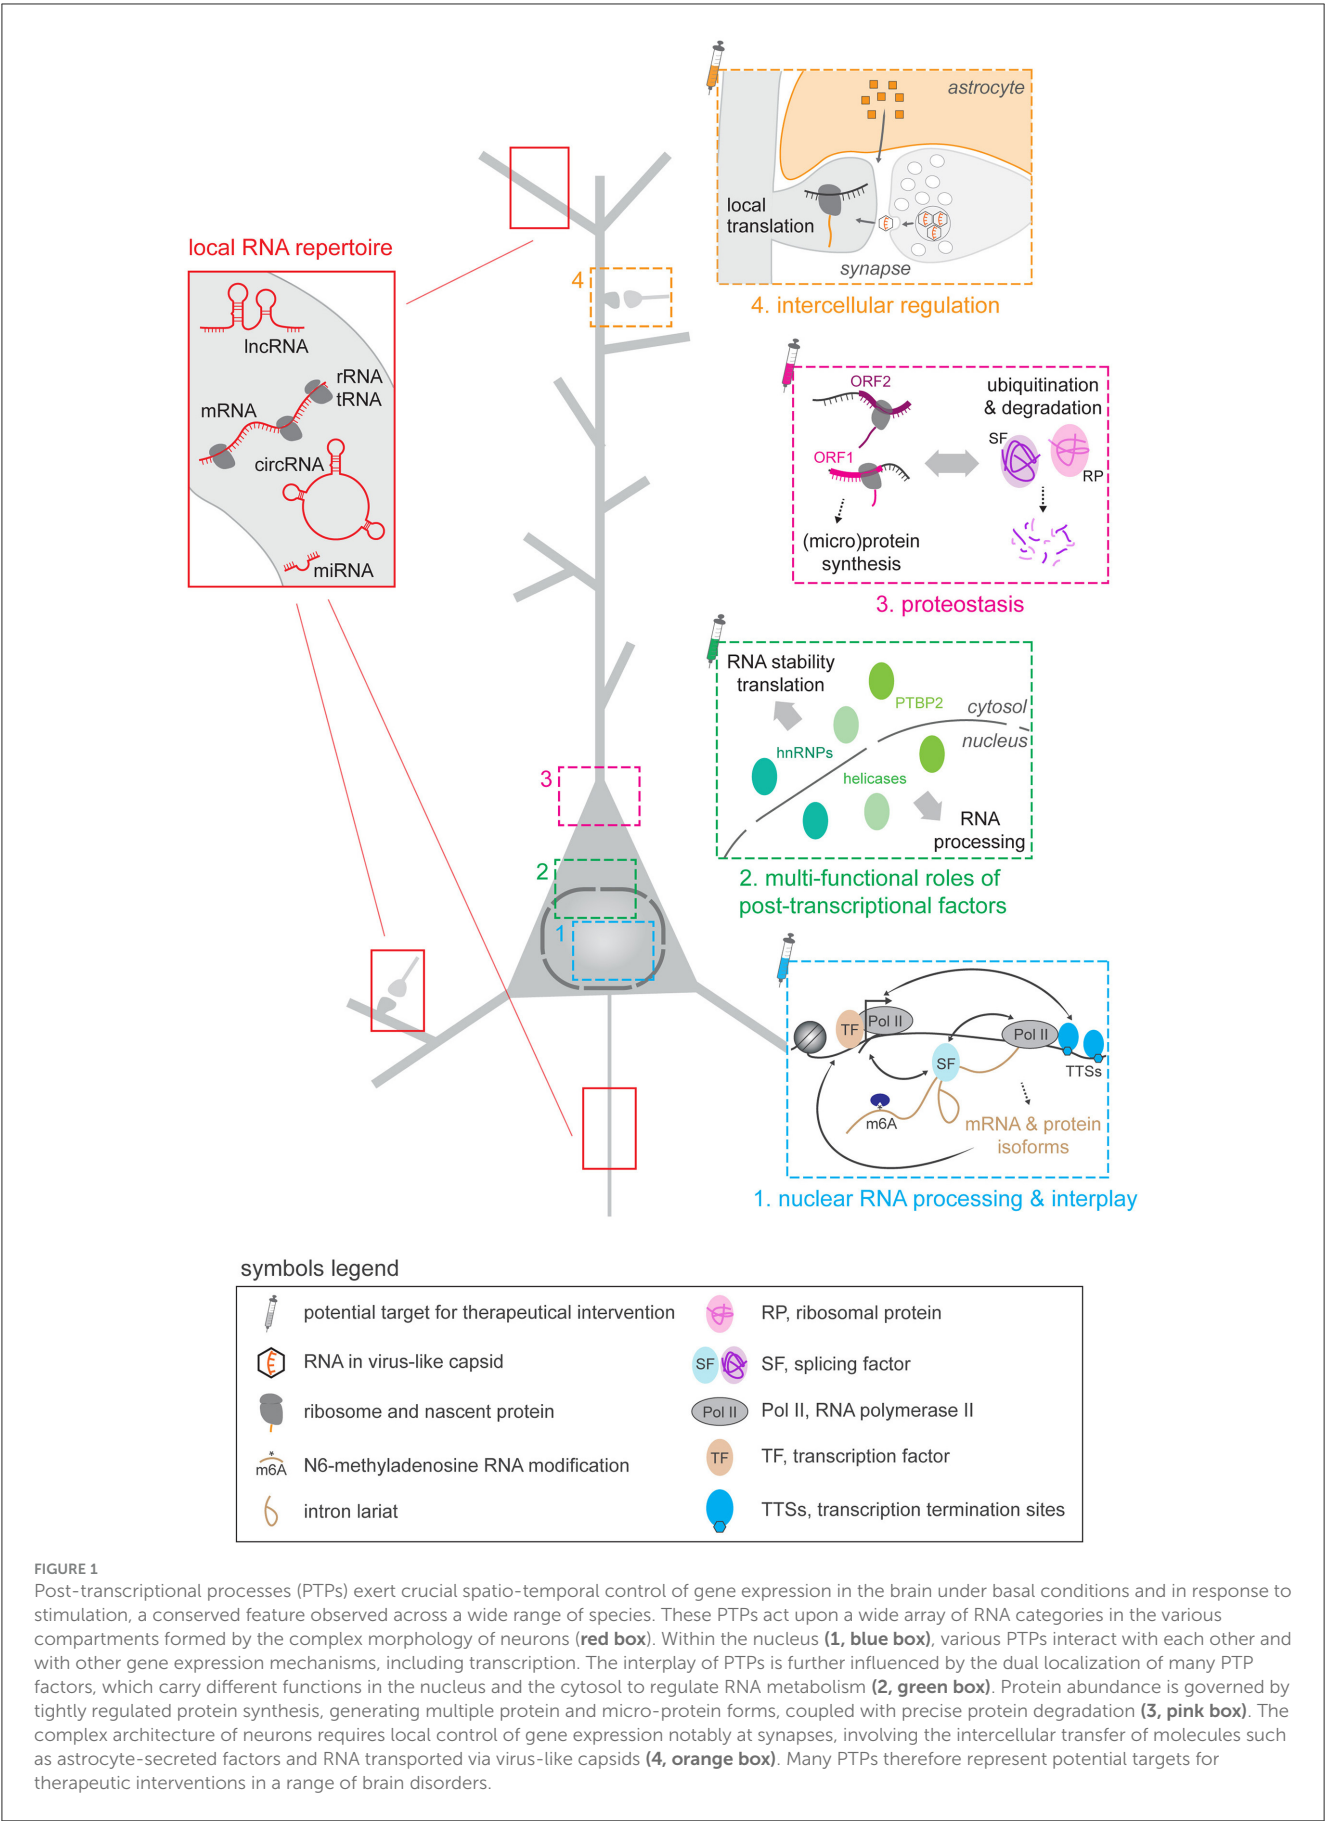 astrocyte
local
translation
synapse
4. intercellular regulation
local RNA repertoire
lncRNA
rRNA
tRNA
mRNA
circRNA
miRNA
4
ORF2
ubiquitination
& degradation
SF
ORF1
RP
(micro)protein
synthesis
3. proteostasis
RNA stability
translation
PTBP2
cytosol
nucleus
hnRNPs
helicases
RNA
processing
2. multi-functional roles of
post-transcriptional factors
3
2
1
TF
Pol II
Pol II
SF
TTSs
m6A
mRNA & protein
isoforms
1. nuclear RNA processing & interplay
symbols legend
potential target for therapeutical intervention
RNA in virus-like capsid
ribosome and nascent protein
m6A N6-methyladenosine RNA modification
intron lariat
RP, ribosomal protein
SF SF, splicing factor
Pol II Pol II, RNA polymerase II
TF TF, transcription factor
TTSs, transcription termination sites
FIGURE 1
Post-transcriptional processes (PTPs) exert crucial spatio-temporal control of gene expression in the brain under basal conditions and in response to
stimulation, a conserved feature observed across a wide range of species. These PTPs act upon a wide array of RNA categories in the various
compartments formed by the complex morphology of neurons (red box). Within the nucleus (1, blue box), various PTPs interact with each other and
with other gene expression mechanisms, including transcription. The interplay of PTPs is further influenced by the dual localization of many PTP
factors, which carry different functions in the nucleus and the cytosol to regulate RNA metabolism (2, green box). Protein abundance is governed by
tightly regulated protein synthesis, generating multiple protein and micro-protein forms, coupled with precise protein degradation (3, pink box). The
complex architecture of neurons requires local control of gene expression notably at synapses, involving the intercellular transfer of molecules such
as astrocyte-secreted factors and RNA transported via virus-like capsids (4, orange box). Many PTPs therefore represent potential targets for
therapeutic interventions in a range of brain disorders.